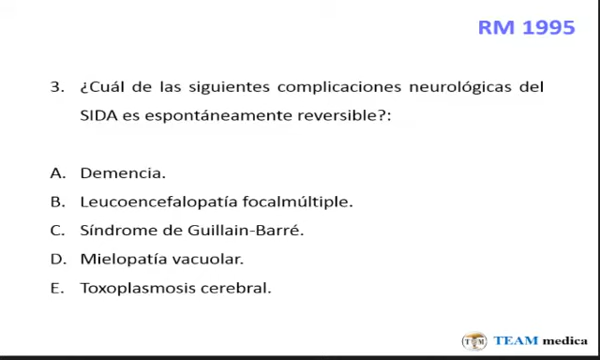 RM 1995
3. ¿Cuál de las siguientes complicaciones neurológicas del
SIDA es espontáneamente reversible?:
A. Demencia.
B. Leucoencefalopatía focalmúltiple.
C. Síndrome de Guillain-Barré.
D. Mielopatía vacuolar.
E. Toxoplasmosis cerebral.
TM TEAM medica